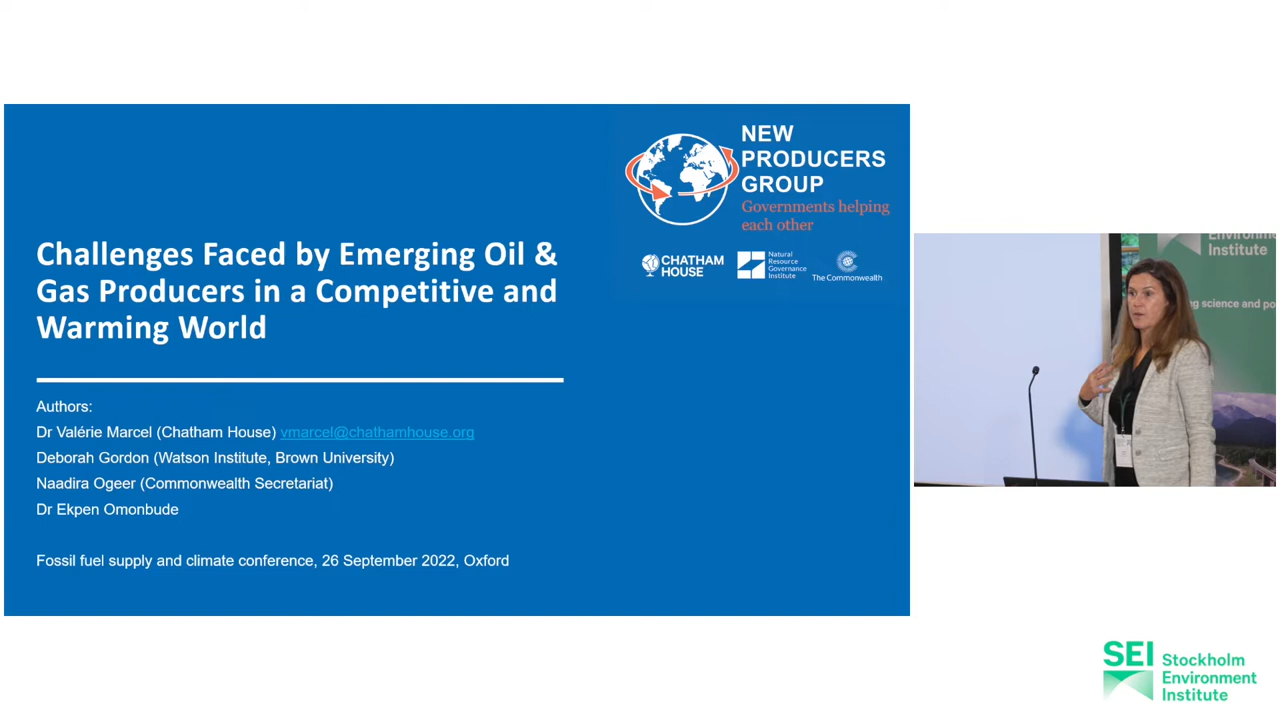 NEW
PRODUCERS
GROUP
Governments helping
each other
CHATHAM
HOUSE
Natural
Resource
Governance
Institute
The Commonwealth
Challenges Faced by Emerging Oil &
Gas Producers in a Competitive and
Warming World
Authors:
Dr Valérie Marcel (Chatham House) vmarcel@chathamhouse.org
Deborah Gordon (Watson Institute, Brown University)
Naadira Ogeer (Commonwealth Secretariat)
Dr Ekpen Omonbude
Fossil fuel supply and climate conference, 26 September 2022, Oxford
Environment
Institute
science and
SEI Stockholm
Environment
Institute